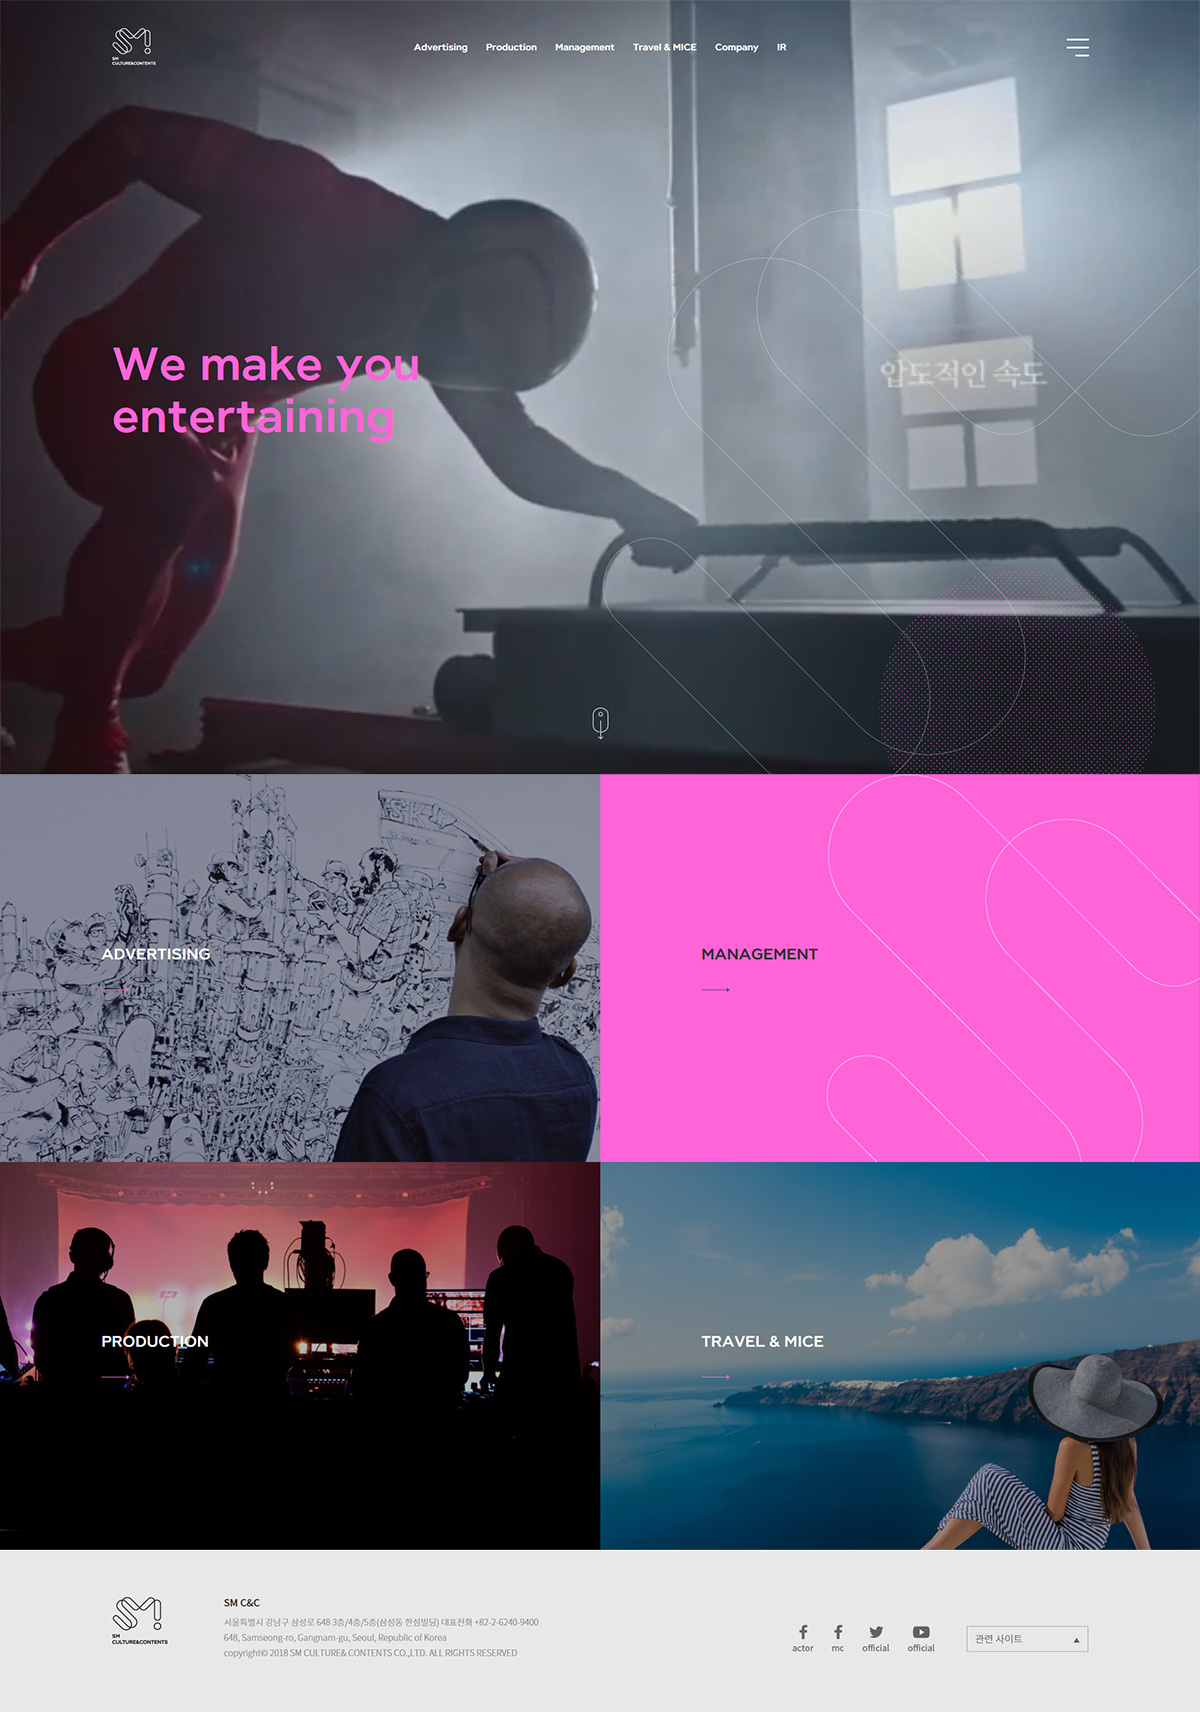 SM
CULTURE&CONTENTS
Advertising Production Management Travel & MICE Company IR
We make you
entertaining
압도적인 속도
SKIP
ADVERTISING
MANAGEMENT
PRODUCTION
TRAVEL & MICE
SM
CULTURE&CONTENTS
SM C&C
서울특별시 강남구 삼성로 648 3층/4층/5층(삼성동 한섬빌딩) 대표전화 +82-2-6240-9400
648, Samseong-ro, Gangnam-gu, Seoul, Republic of Korea
copyright© 2018 SM CULTURE& CONTENTS CO.,LTD. ALL RIGHTS RESERVED
actor mc official official
관련 사이트